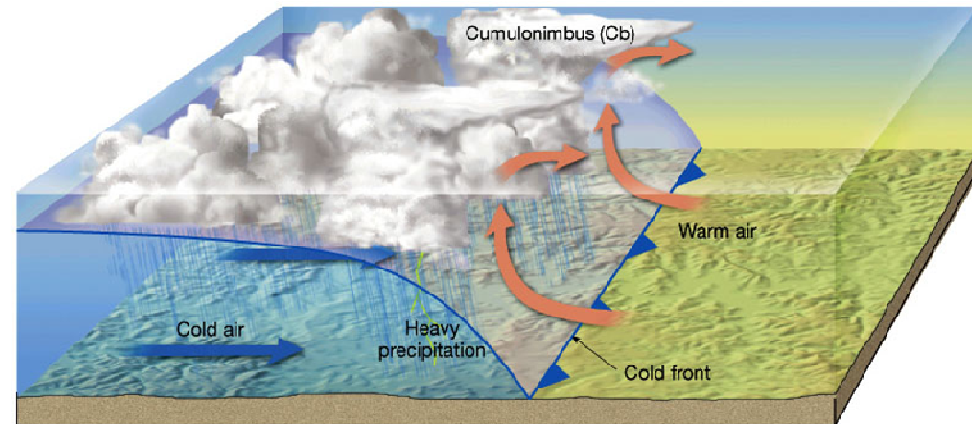 Cumulonimbus (Cb)
Warm air
Cold air
Heavy
precipitation
Cold front